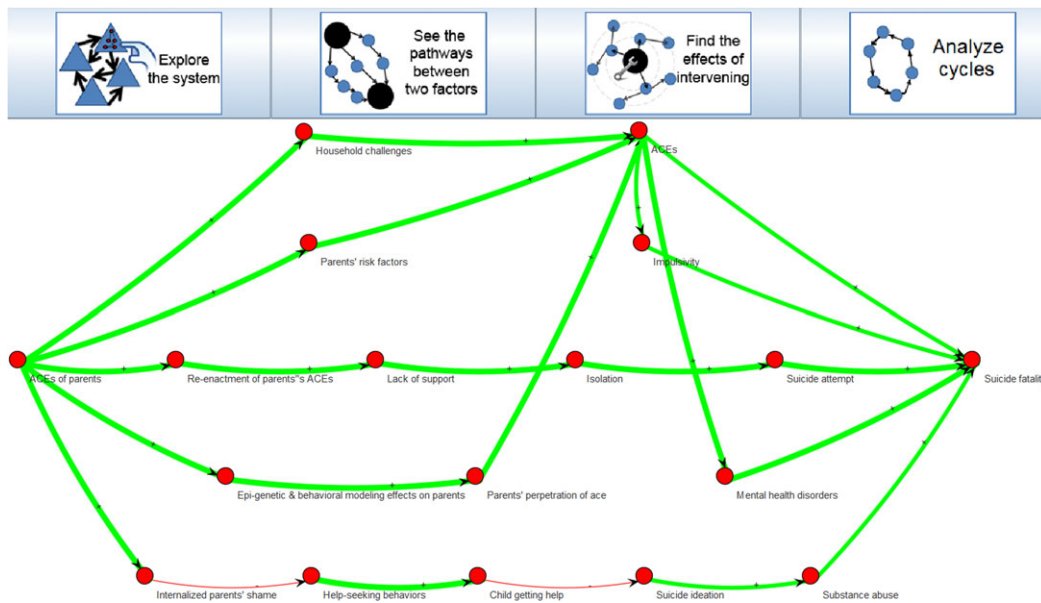 Explore
the system
See the
pathways
between
two factors
Find the
effects of
intervening
Analyze
cycles
Household challenges
ACEs
Parents' risk factors
Impulsivity
ACEs of parents
Re-enactment of parents''s ACEs
Lack of support
Isolation
Suicide attempt
Suicide fatalit
Epi-genetic & behavioral modeling effects on parents
Parents' perpetration of ace
Mental health disorders
Internalized parents' shame
Help-seeking behaviors
Child getting help
Suicide ideation
Substance abuse